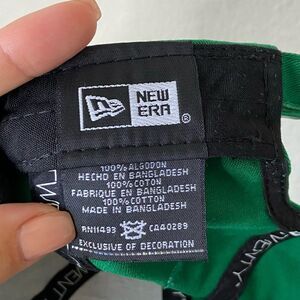 NEW
ERA
®
100% ALGODON
HECHO EN BANGLADESH
100% COTON
FABRIQUE EN BANGLADESH
100% COTTON
MADE IN BANGLADESH
RN11493 CA40289
EXCLUSIVE OF DECORATION